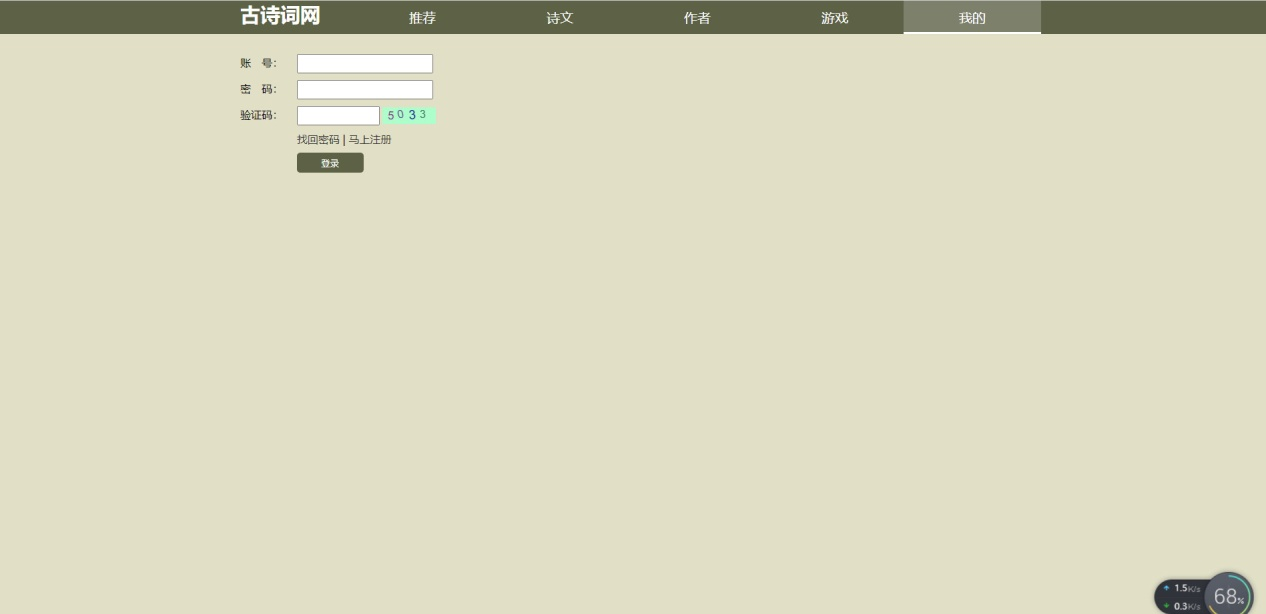 古诗词网 推荐 诗文 作者 游戏 我的
账 号：
密 码：
验证码： 5033
找回密码 | 马上注册
登录
1.5K/s
0.3K/s
68%